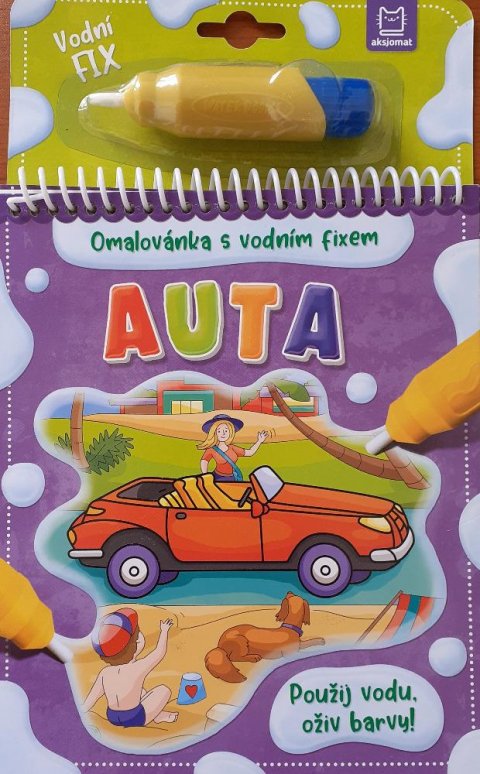 Vodní
FIX
aksjomat
Omalovánka s vodním fixem
AUTA
Použij vodu,
oživ barvy!